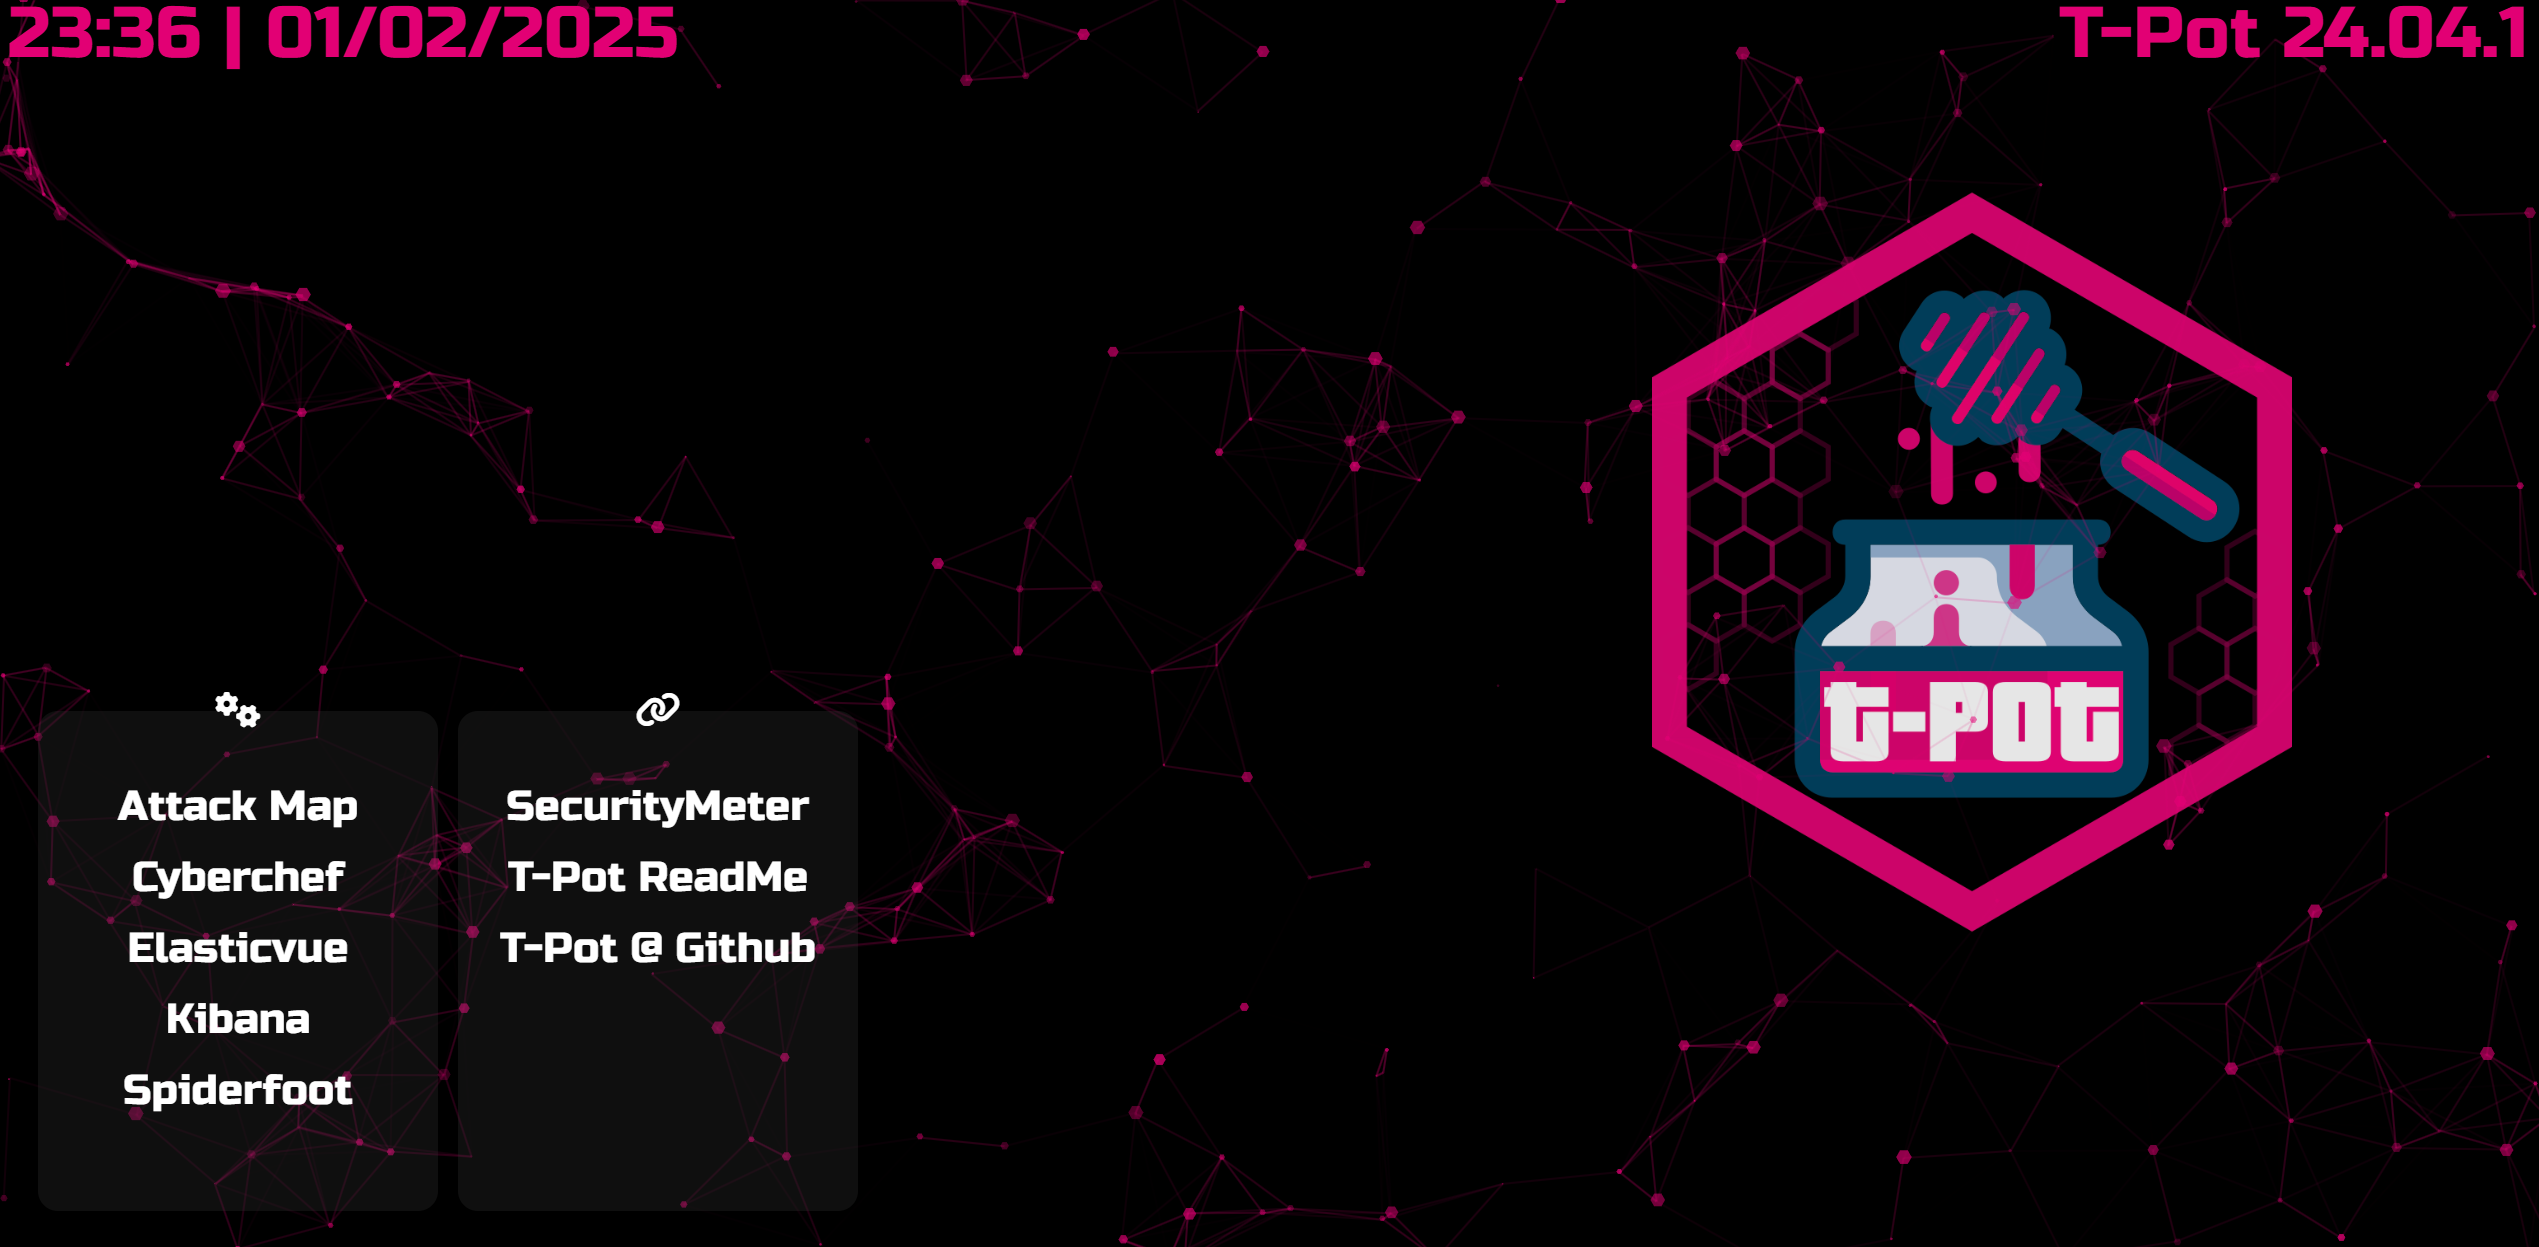 23:36 | 01/02/2025
T-Pot 24.04.1
t-pot
Attack Map
Cyberchef
Elasticvue
Kibana
Spiderfoot
SecurityMeter
T-Pot ReadMe
T-Pot @ Github